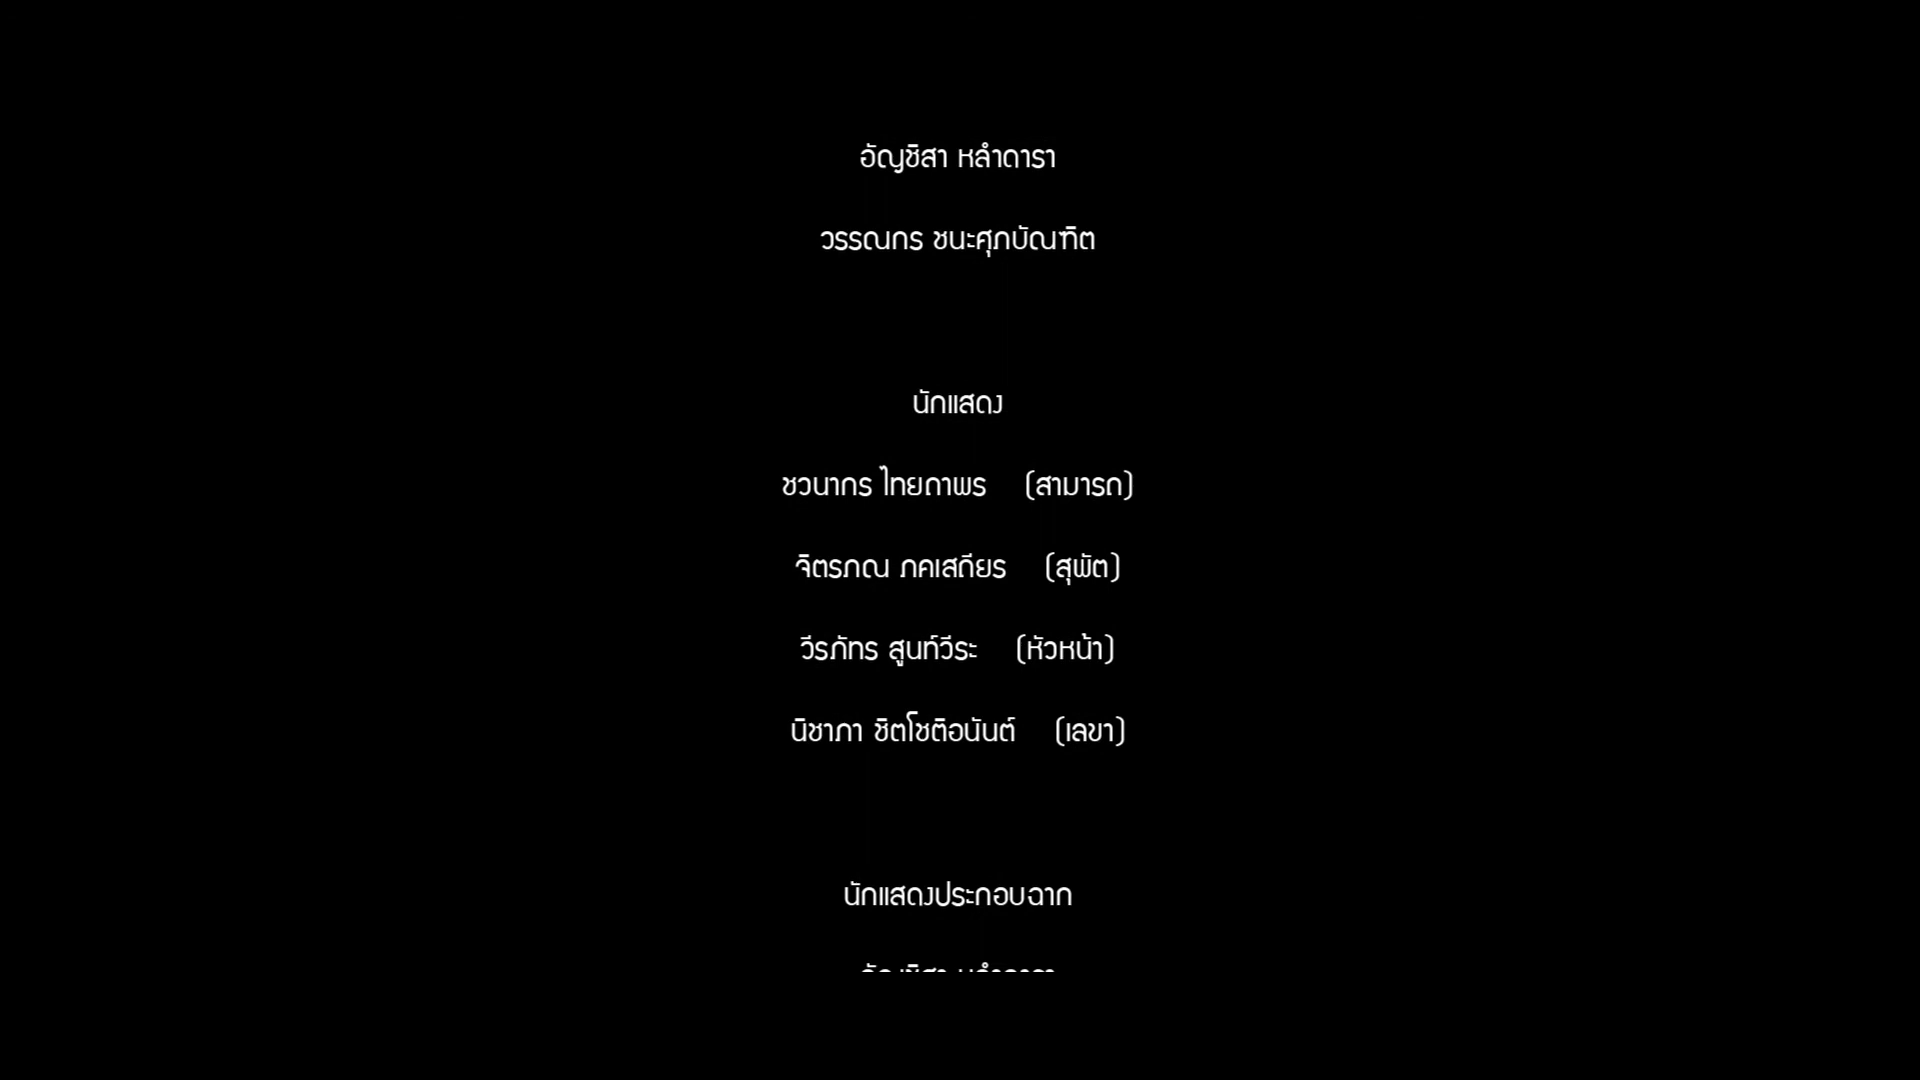 อัญชิสา หลำดารา
วรรณกร ชนะศุภบัณฑิต
นักแสดง
ชวนากร ไทยถาพร (สามารถ)
จิตรภณ ภคเสถียร (สุพัต)
วีรภัทร สูนท์วีระ (หัวหน้า)
นิชาภา ชิตโชติอนันต์ (เลขา)
นักแสดงประกอบฉาก